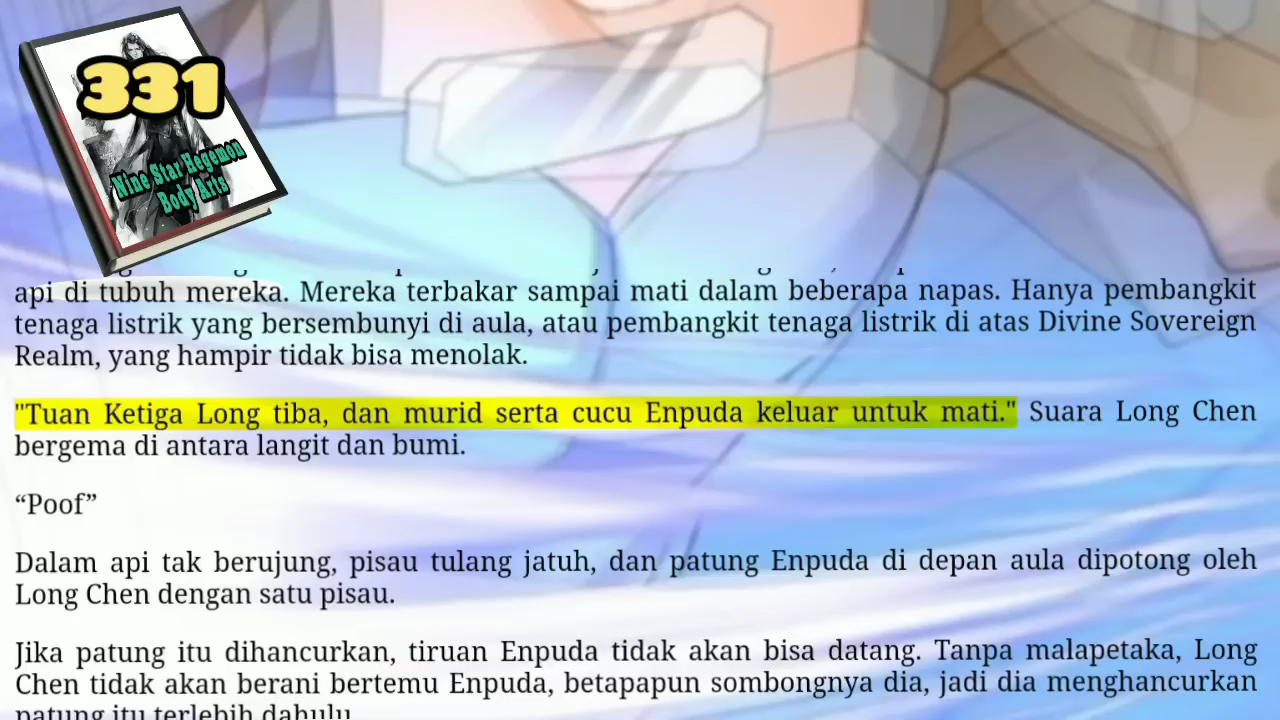 331
Nine Star Hegemon
Body Arts
api di tubuh mereka. Mereka terbakar sampai mati dalam beberapa napas. Hanya pembangkit
tenaga listrik yang bersembunyi di aula, atau pembangkit tenaga listrik di atas Divine Sovereign
Realm, yang hampir tidak bisa menolak.
"Tuan Ketiga Long tiba, dan murid serta cucu Enpuda keluar untuk mati." Suara Long Chen
bergema di antara langit dan bumi.
“Poof”
Dalam api tak berujung, pisau tulang jatuh, dan patung Enpuda di depan aula dipotong oleh
Long Chen dengan satu pisau.
Jika patung itu dihancurkan, tiruan Enpuda tidak akan bisa datang. Tanpa malapetaka, Long
Chen tidak akan berani bertemu Enpuda, betapapun sombongnya dia, jadi dia menghancurkan
patung itu terlebih dahulu